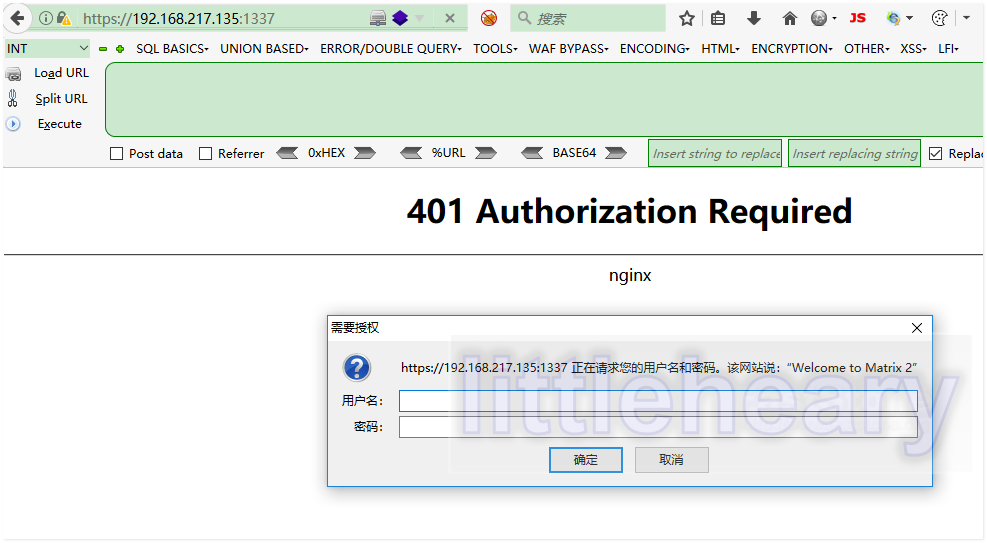 https://192.168.217.135:1337
搜索
JS
INT
SQL BASICS UNION BASED ERROR/DOUBLE QUERY TOOLS WAF BYPASS ENCODING HTML ENCRYPTION OTHER XSS LFI
Load URL
Split URL
Execute
Post data Referrer 0xHEX %URL BASE64 Insert string to replace Insert replacing string Replac
401 Authorization Required
nginx
需要授权
https://192.168.217.135:1337 正在请求您的用户名和密码。该网站说：“Welcome to Matrix 2”
用户名:
密码:
确定 取消
littleheary